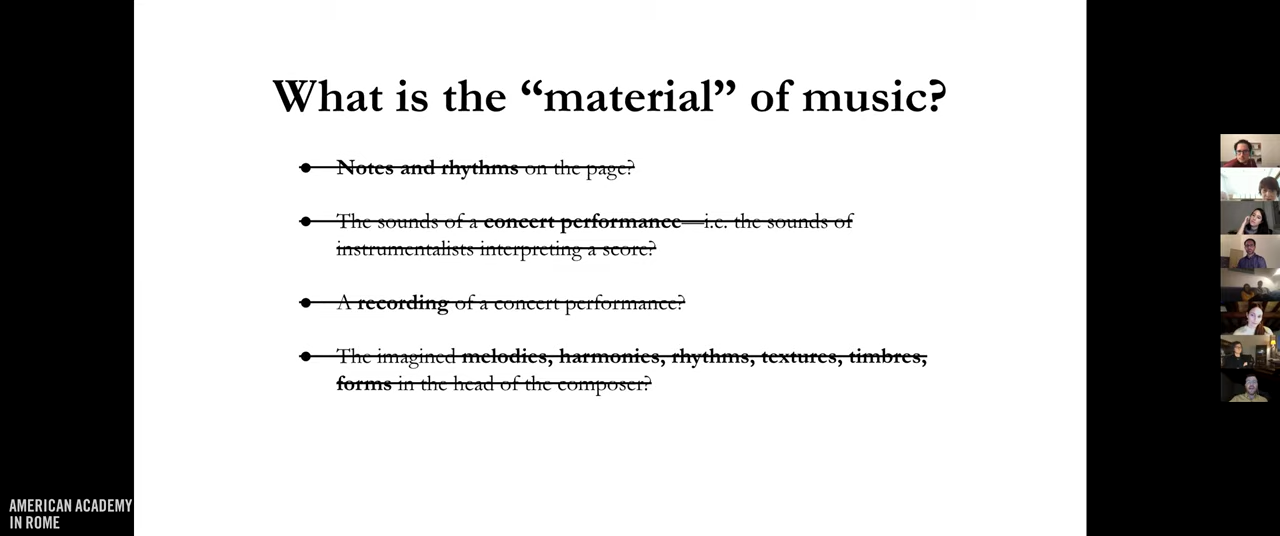 What is the “material” of music?
• Notes and rhythms on the page?
• The sounds of a concert performance—i.e. the sounds of
instrumentalists interpreting a score?
• A recording of a concert performance?
• The imagined melodies, harmonies, rhythms, textures, timbres,
forms in the head of the composer?
AMERICAN ACADEMY
IN ROME